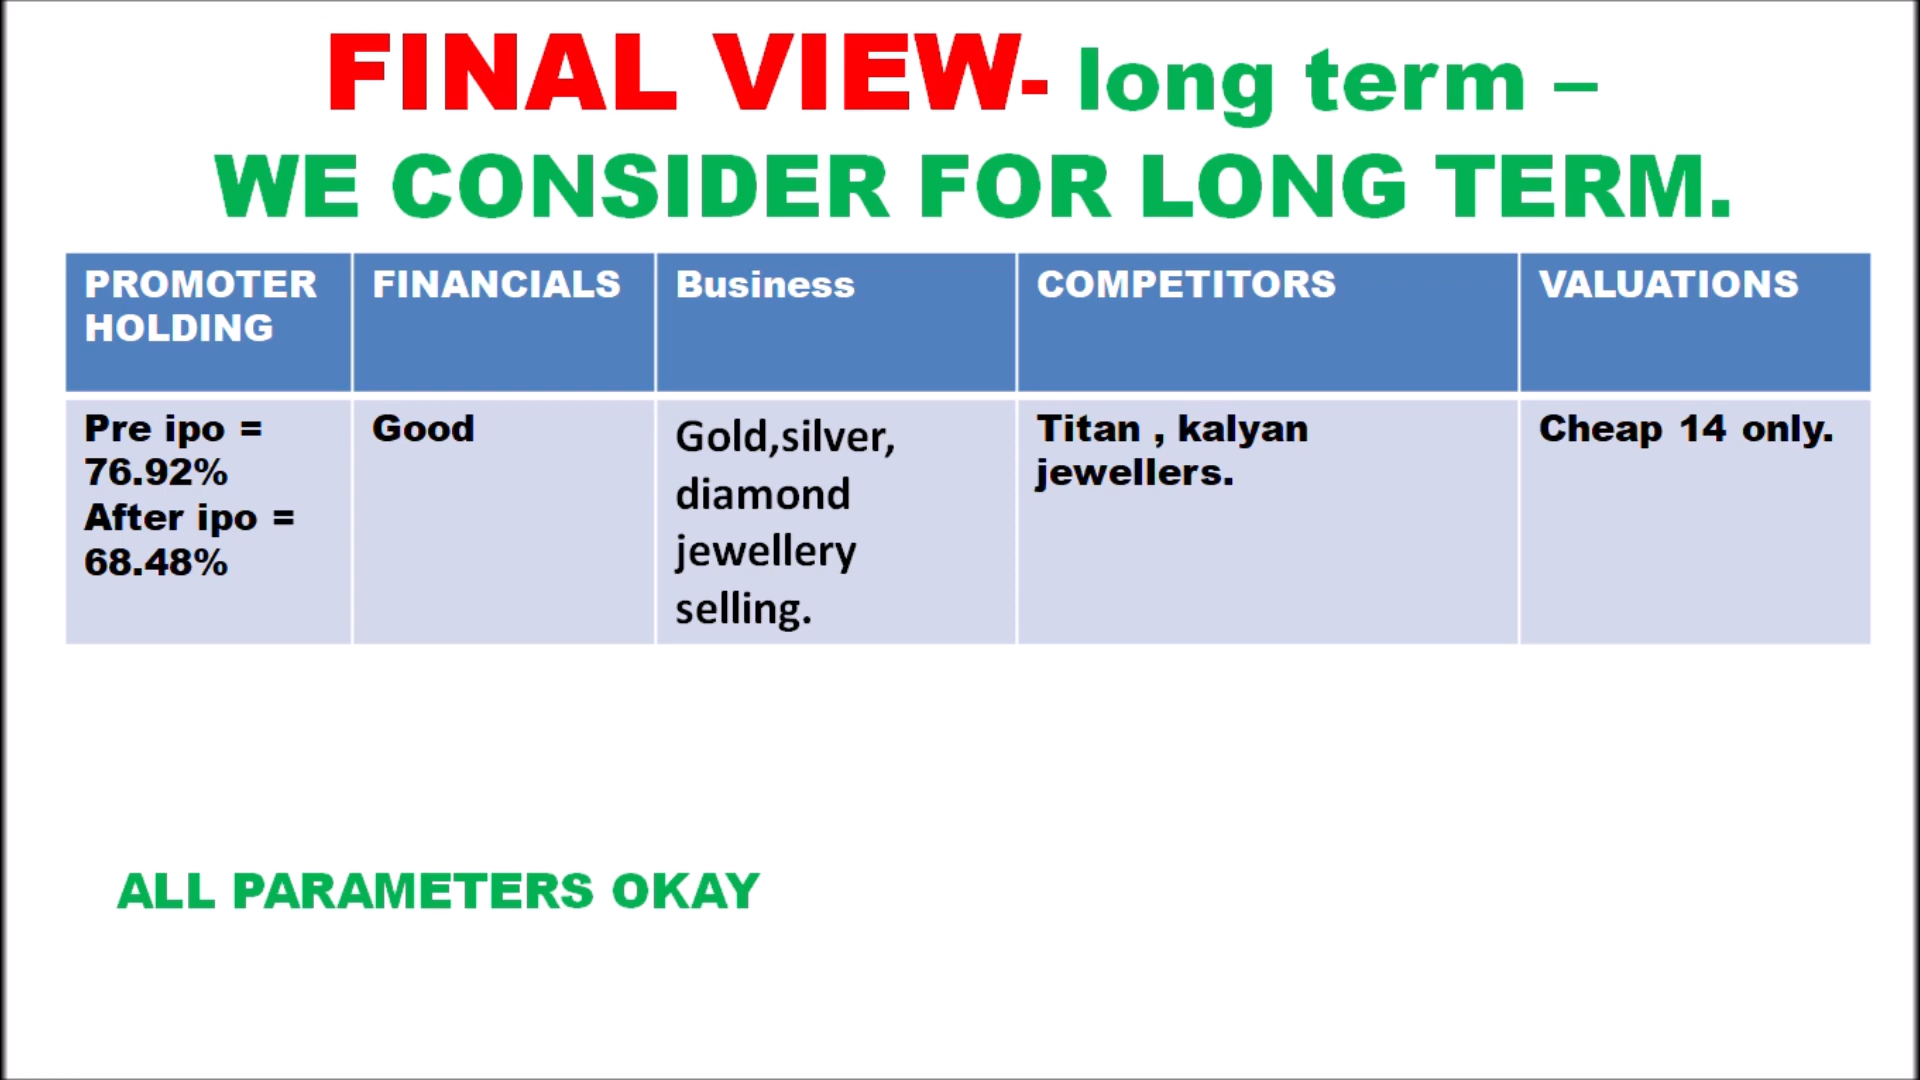 FINAL VIEW- long term –
WE CONSIDER FOR LONG TERM.
PROMOTER
HOLDING
FINANCIALS
Business
COMPETITORS
VALUATIONS
Pre ipo =
76.92%
After ipo =
68.48%
Good
Gold,silver,
diamond
jewellery
selling.
Titan , kalyan
jewellers.
Cheap 14 only.
ALL PARAMETERS OKAY